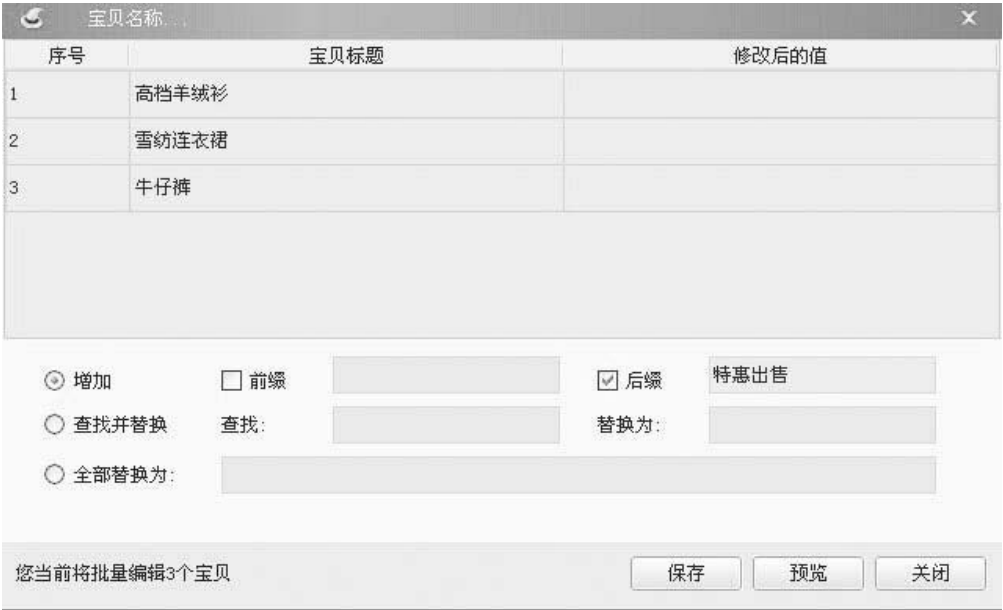 宝贝名称...
序号 宝贝标题 修改后的值
1 高档羊绒衫
2 雪纺连衣裙
3 牛仔裤
增加 前缀 后缀 特惠出售
查找并替换 查找: 替换为:
全部替换为:
您当前将批量编辑3个宝贝 保存 预览 关闭